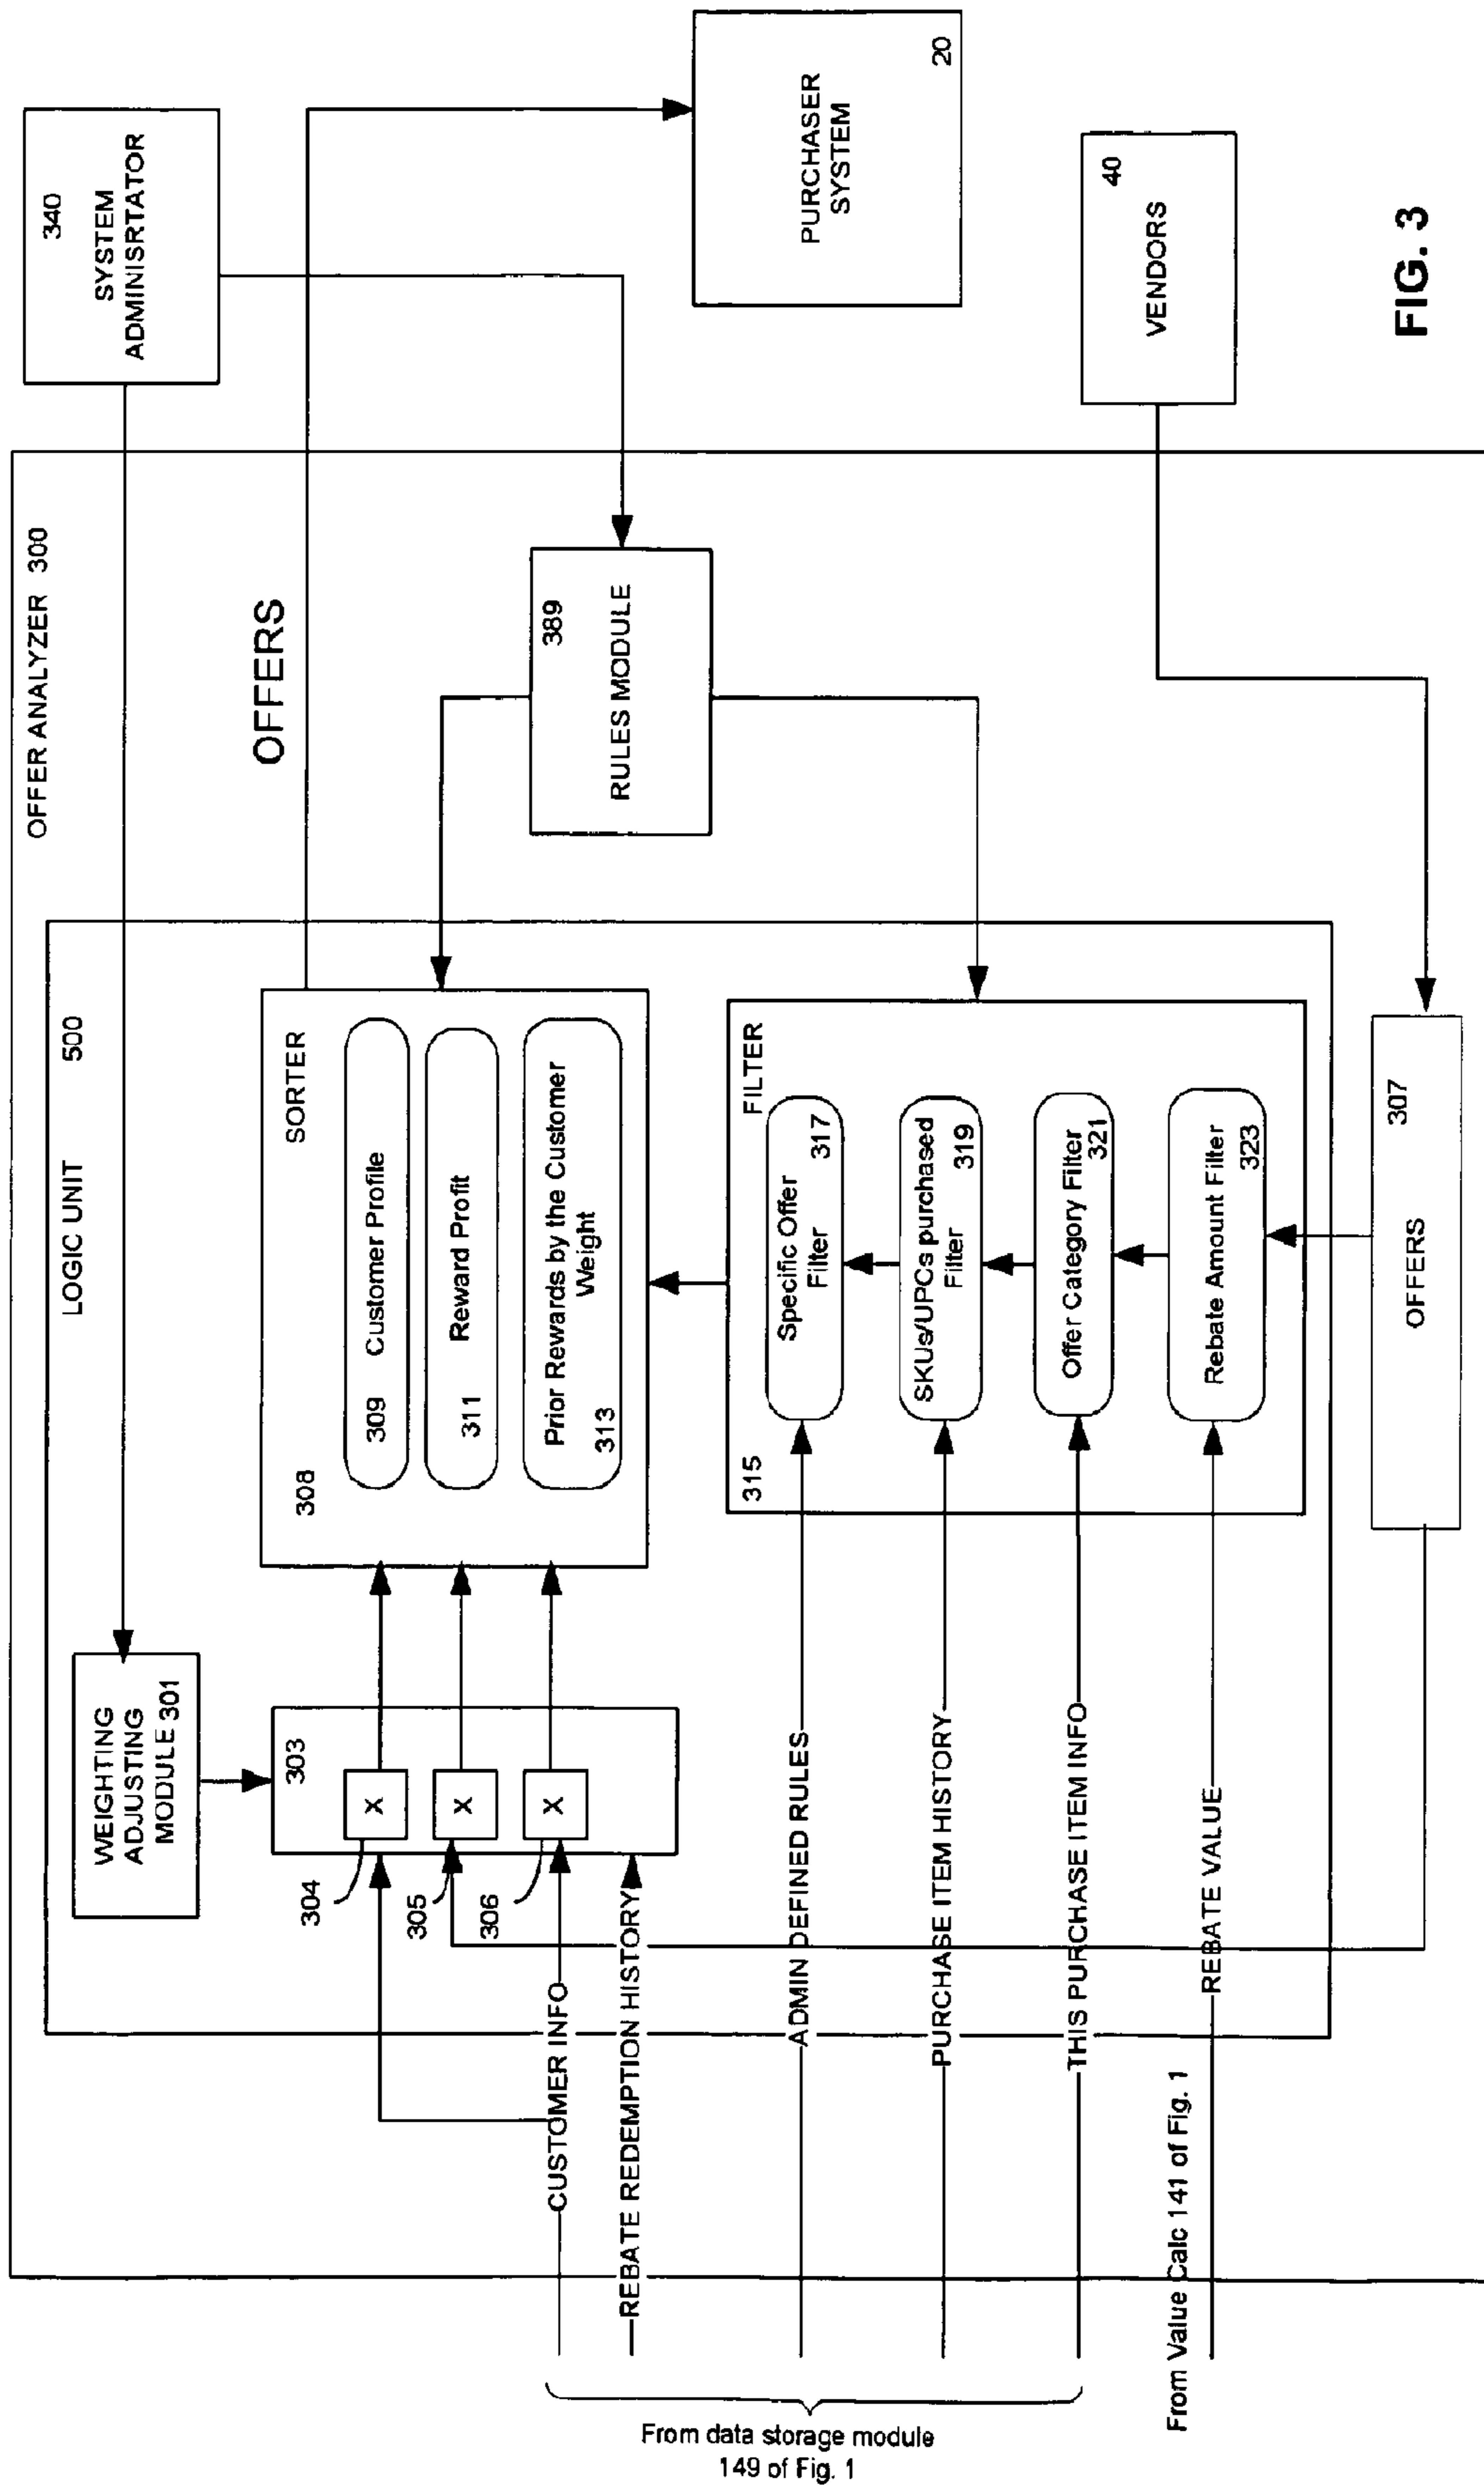 340
SYSTEM
ADMINISRTATOR
PURCHASER
SYSTEM
20
40
VENDORS
FIG. 3
OFFER ANALYZER 300
OFFERS
389
RULES MODULE
LOGIC UNIT 500
SORTER
308
309 Customer Profile
311 Reward Profit
Prior Rewards by the Customer
Weight
313
FILTER
315
Specific Offer
Filter 317
SKUs/UPCs purchased
Filter 319
Offer Category Filter
321
Rebate Amount Filter
323
307
OFFERS
WEIGHTING
ADJUSTING
MODULE 301
303
X
X
X
304
305
306
CUSTOMER INFO
REBATE REDEMPTION HISTORY
ADMIN DEFINED RULES
PURCHASE ITEM HISTORY
THIS PURCHASE ITEM INFO
REBATE VALUE
From Value Calc 141 of Fig. 1
From data storage module
149 of Fig. 1